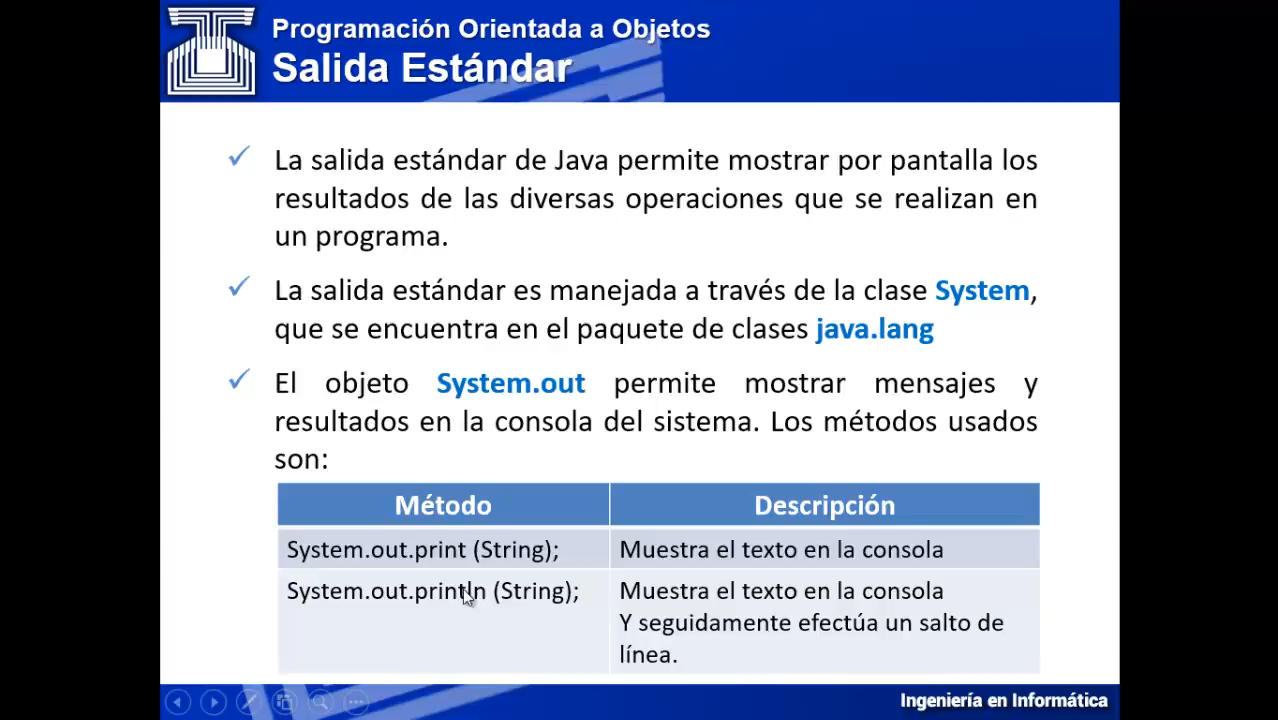 Programación Orientada a Objetos
Salida Estándar
La salida estándar de Java permite mostrar por pantalla los
resultados de las diversas operaciones que se realizan en
un programa.
La salida estándar es manejada a través de la clase System,
que se encuentra en el paquete de clases java.lang
El objeto System.out permite mostrar mensajes y
resultados en la consola del sistema. Los métodos usados
son:
Método Descripción
System.out.print (String); Muestra el texto en la consola
System.out.println (String); Muestra el texto en la consola
Y seguidamente efectúa un salto de
línea.
Ingeniería en Informática